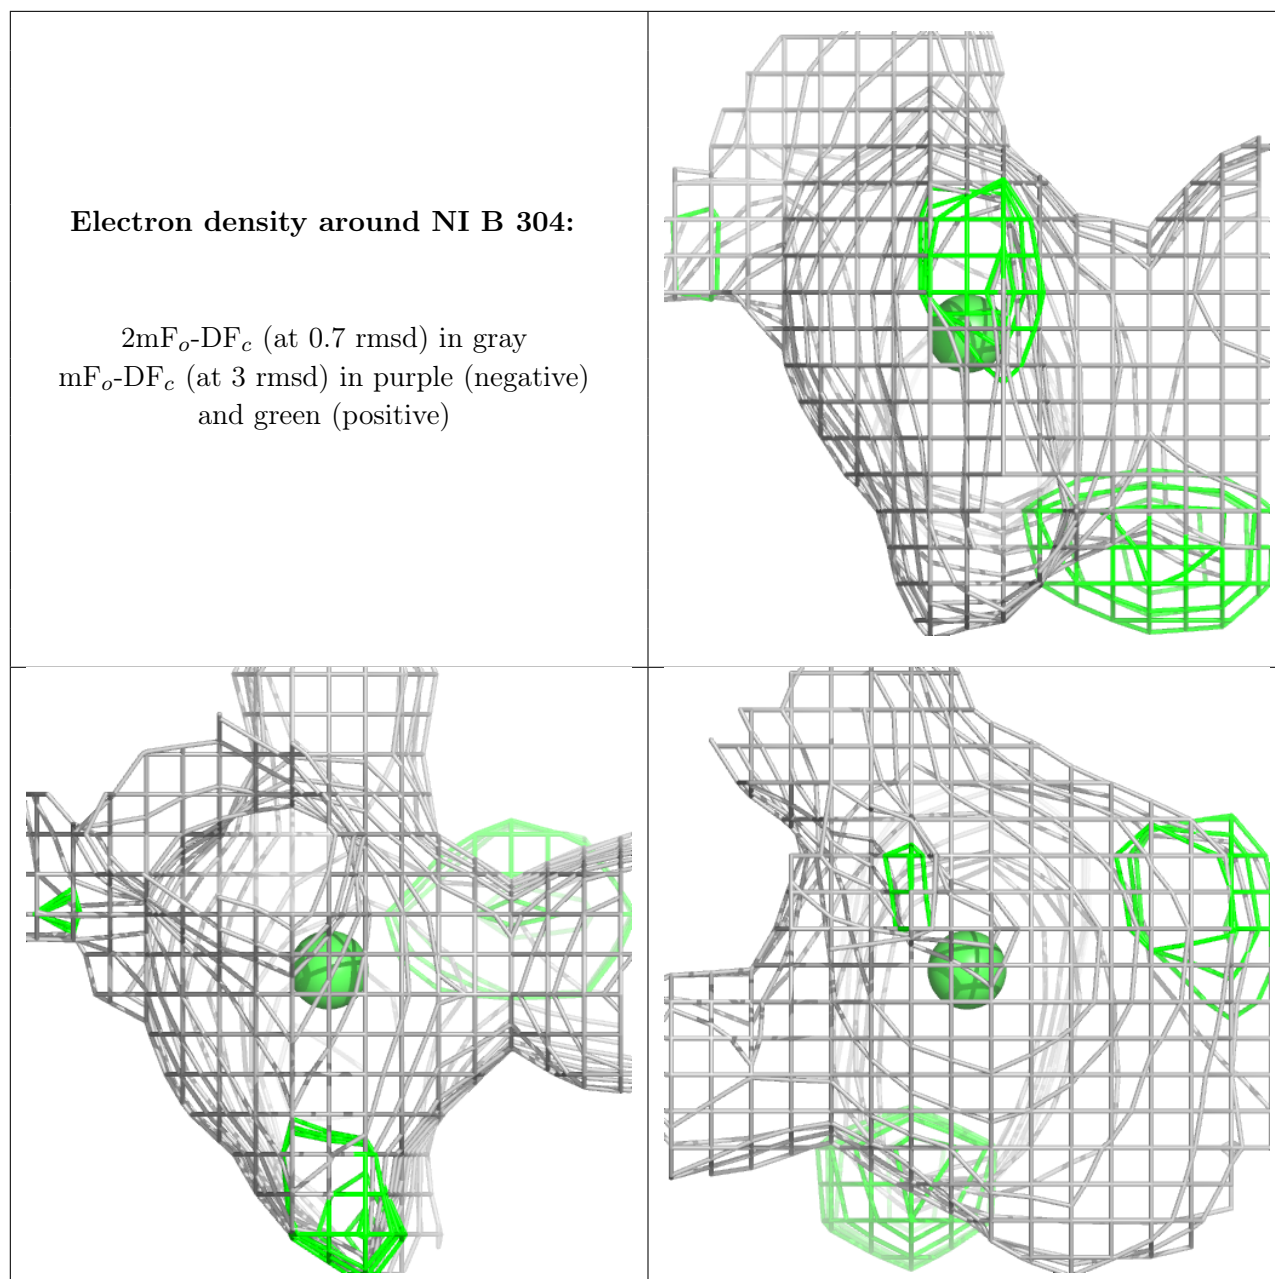 Electron density around NI B 304:
2mFo-DFc (at 0.7 rmsd) in gray
mFo-DFc (at 3 rmsd) in purple (negative)
and green (positive)